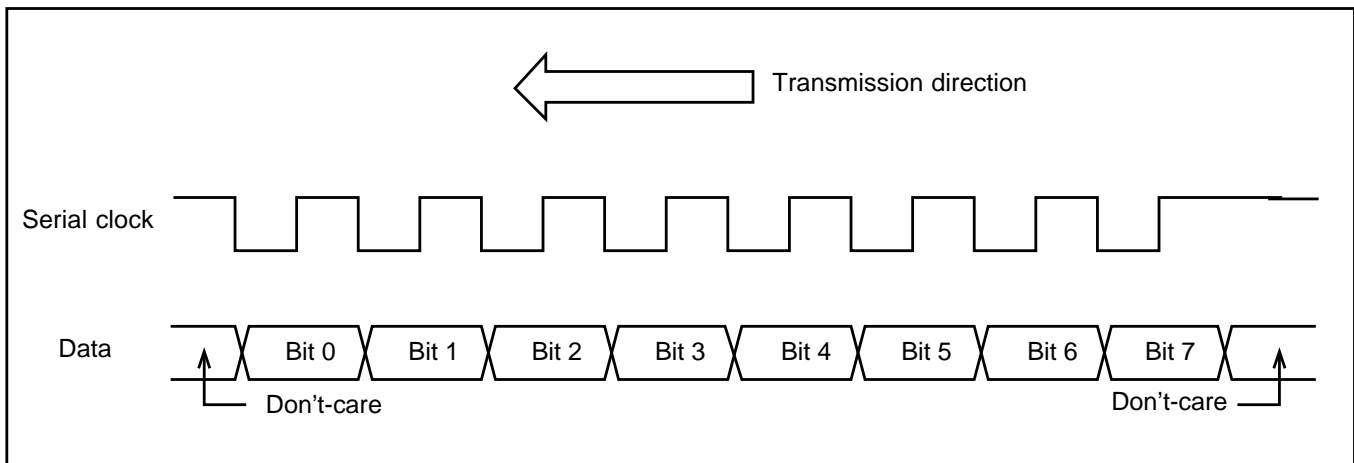 Transmission direction
Serial clock
Data
Bit 0 Bit 1 Bit 2 Bit 3 Bit 4 Bit 5 Bit 6 Bit 7
Don't-care Don't-care